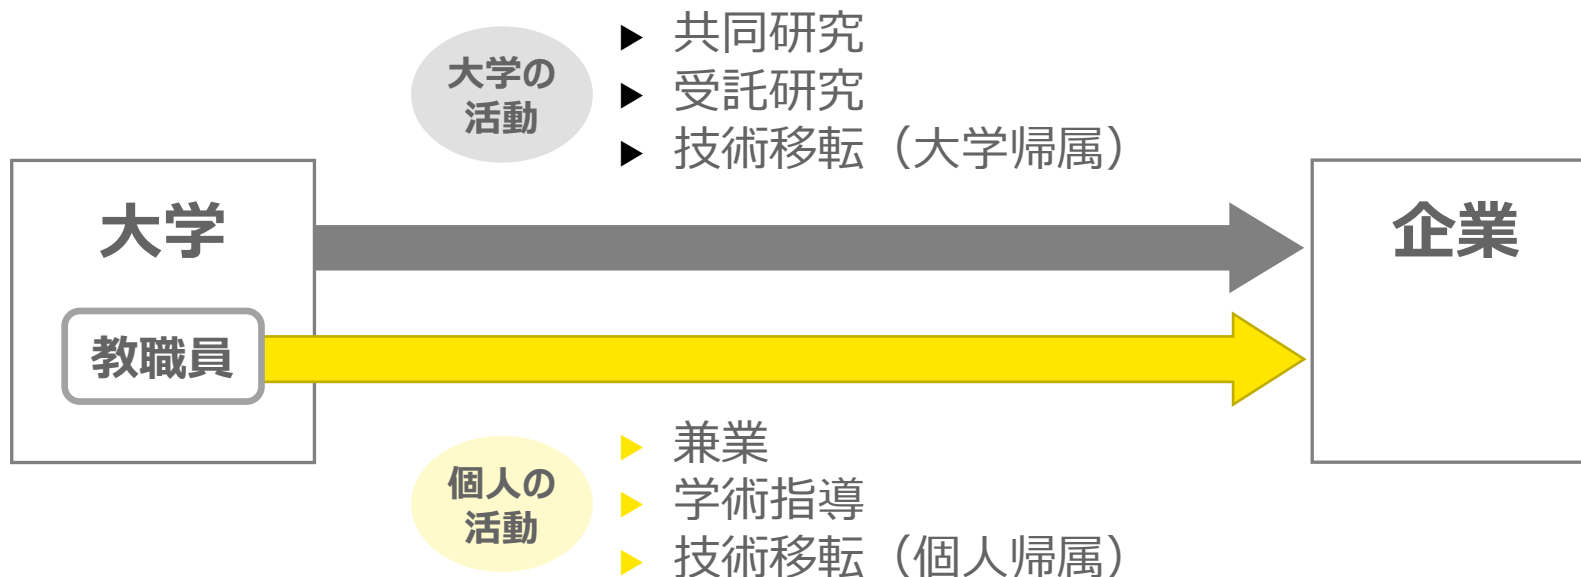 大学の
活動
共同研究
受託研究
技術移転（大学帰属）
大学
企業
教職員
個人の
活動
兼業
学術指導
技術移転（個人帰属）